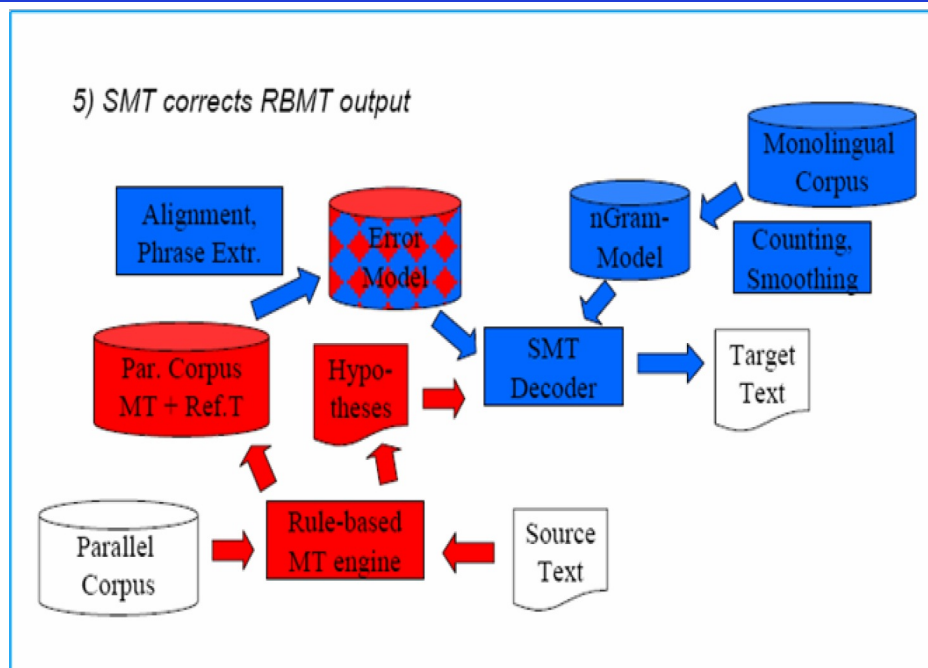 5) SMT corrects RBMT output
Monolingual
Corpus
Alignment,
Phrase Extr.
Error
Model
nGram-
Model
Counting,
Smoothing
Par. Corpus
MT + Ref.T
Hypo-
theses
SMT
Decoder
Target
Text
Parallel
Corpus
Rule-based
MT engine
Source
Text